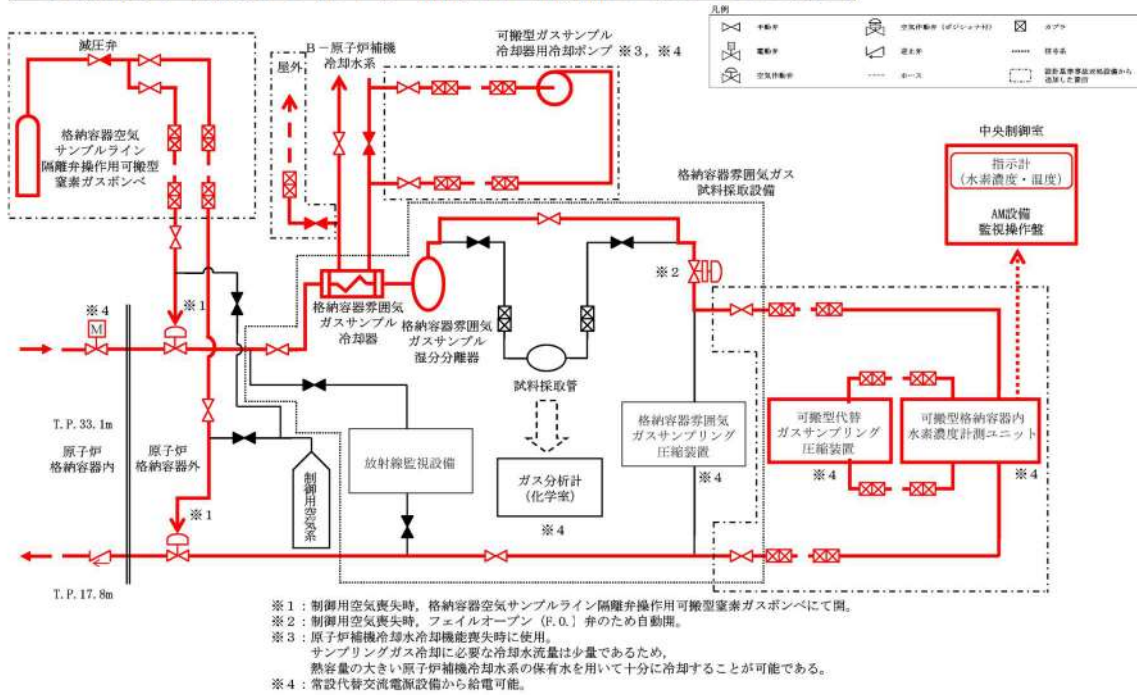 凡例
手動弁
空気作動弁（ポジショナ付）
カプラ
電動弁
逆止弁
信号系
空気作動弁
ホース
設計基準事故対処設備から
追加した箇所
減圧弁
格納容器空気
サンプルライン
隔離弁操作用可搬型
窒素ガスボンベ
屋外
B－原子炉補機
冷却水系
可搬型ガスサンプル
冷却器用冷却ポンプ ※3，※4
格納容器雰囲気ガス
試料採取設備
中央制御室
指示計
（水素濃度・温度）
AM設備
監視操作盤
※4
M
※1
※2
格納容器雰囲気
ガスサンプル
冷却器
格納容器雰囲気
ガスサンプル
湿分分離器
試料採取管
T.P.33.1m
原子炉
格納容器内
原子炉
格納容器外
放射線監視設備
制御用空気系
ガス分析計
（化学室）
※4
格納容器雰囲気
ガスサンプリング
圧縮装置
※4
可搬型代替
ガスサンプリング
圧縮装置
※4
可搬型格納容器内
水素濃度計測ユニット
※4
※1
T.P.17.8m
※1：制御用空気喪失時，格納容器空気サンプルライン隔離弁操作用可搬型窒素ガスボンベにて開。
※2：制御用空気喪失時，フェイルオープン（F.O.）弁のため自動開。
※3：原子炉補機冷却水冷却機能喪失時に使用。
サンプリングガス冷却に必要な冷却水流量は少量であるため，
熱容量の大きい原子炉補機冷却水系の保有水を用いて十分に冷却することが可能である。
※4：常設代替交流電源設備から給電可能。